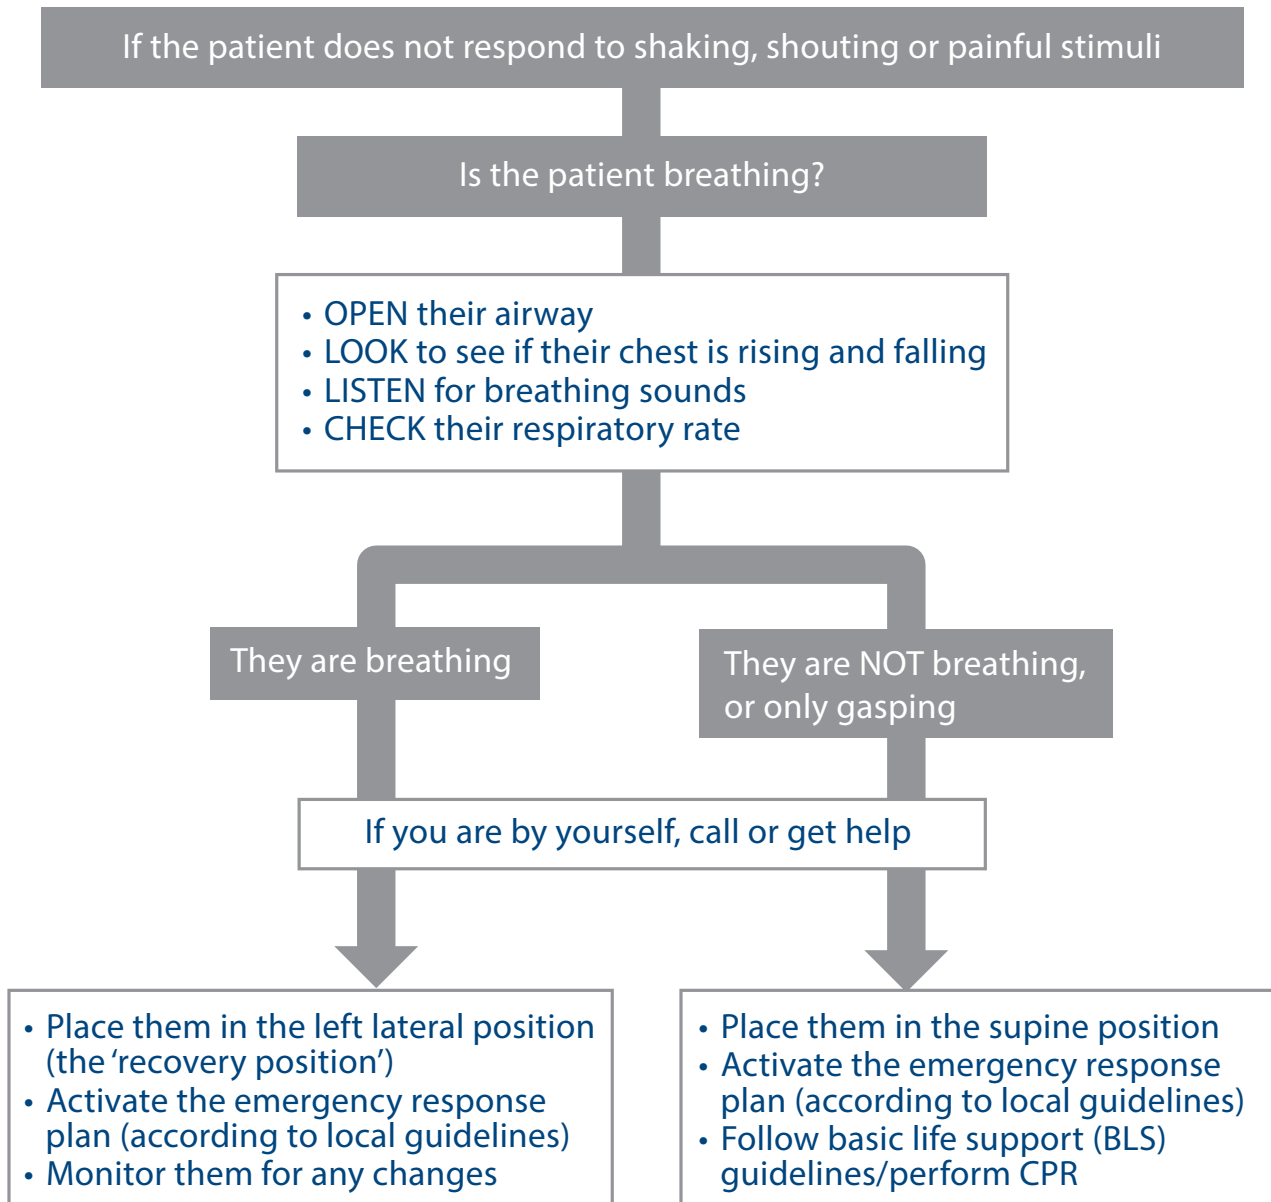 If the patient does not respond to shaking, shouting or painful stimuli
Is the patient breathing?
• OPEN their airway
• LOOK to see if their chest is rising and falling
• LISTEN for breathing sounds
• CHECK their respiratory rate
They are breathing
They are NOT breathing,
or only gasping
If you are by yourself, call or get help
• Place them in the left lateral position
(the ‘recovery position’)
• Activate the emergency response
plan (according to local guidelines)
• Monitor them for any changes
• Place them in the supine position
• Activate the emergency response
plan (according to local guidelines)
• Follow basic life support (BLS)
guidelines/perform CPR